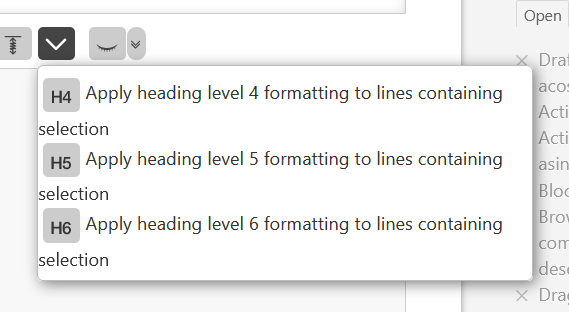 Open
H4 Apply heading level 4 formatting to lines containing
selection
H5 Apply heading level 5 formatting to lines containing
selection
H6 Apply heading level 6 formatting to lines containing
selection
Draf
acos
Acti
Acti
asin
Bloc
Brow
com
desc
Drag